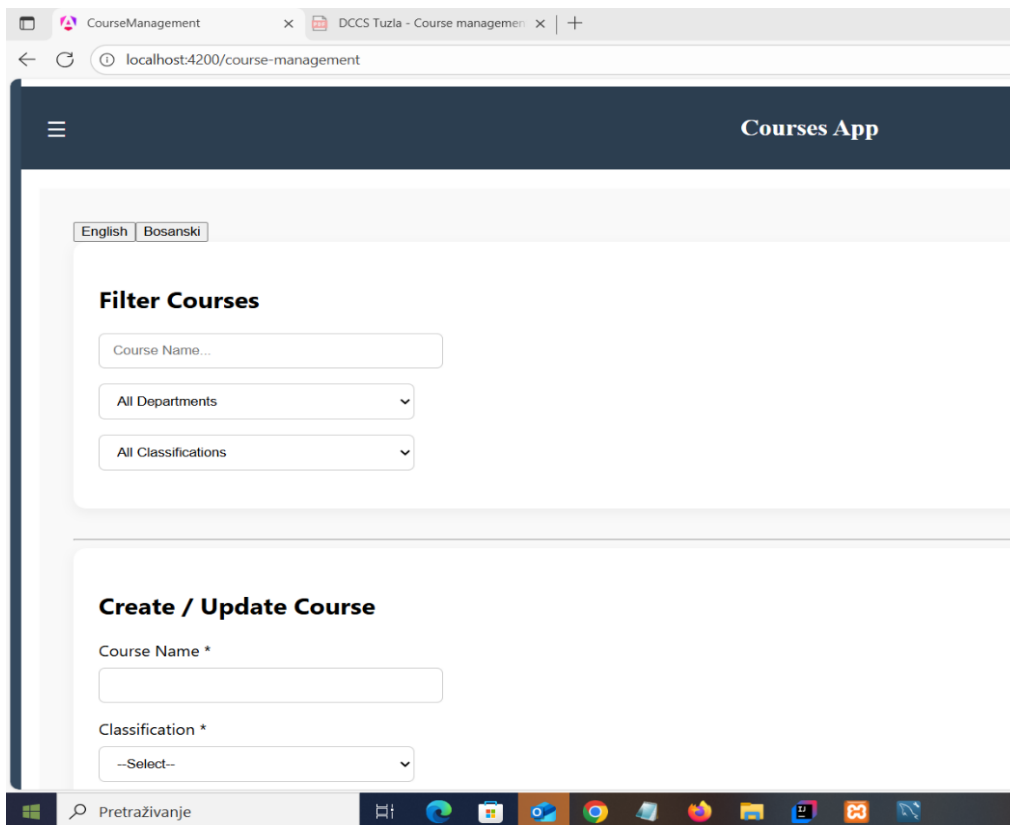 CourseManagement
DCCS Tuzla - Course managemen
localhost:4200/course-management
Courses App
English Bosanski
Filter Courses
Course Name...
All Departments
All Classifications
Create / Update Course
Course Name *
Classification *
--Select--
Pretraživanje